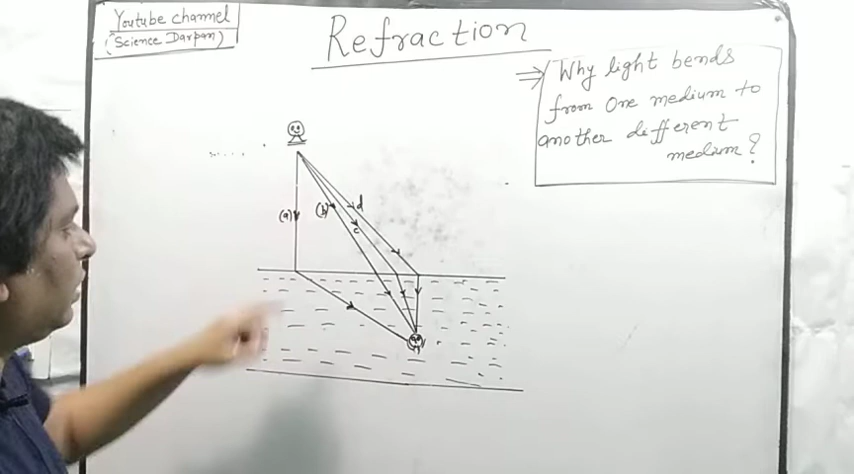 Youtube channel
(Science Darpan)
Refraction
⇒ Why light bends
from One medium to
another different
medium?
(a)
(b)
c
d